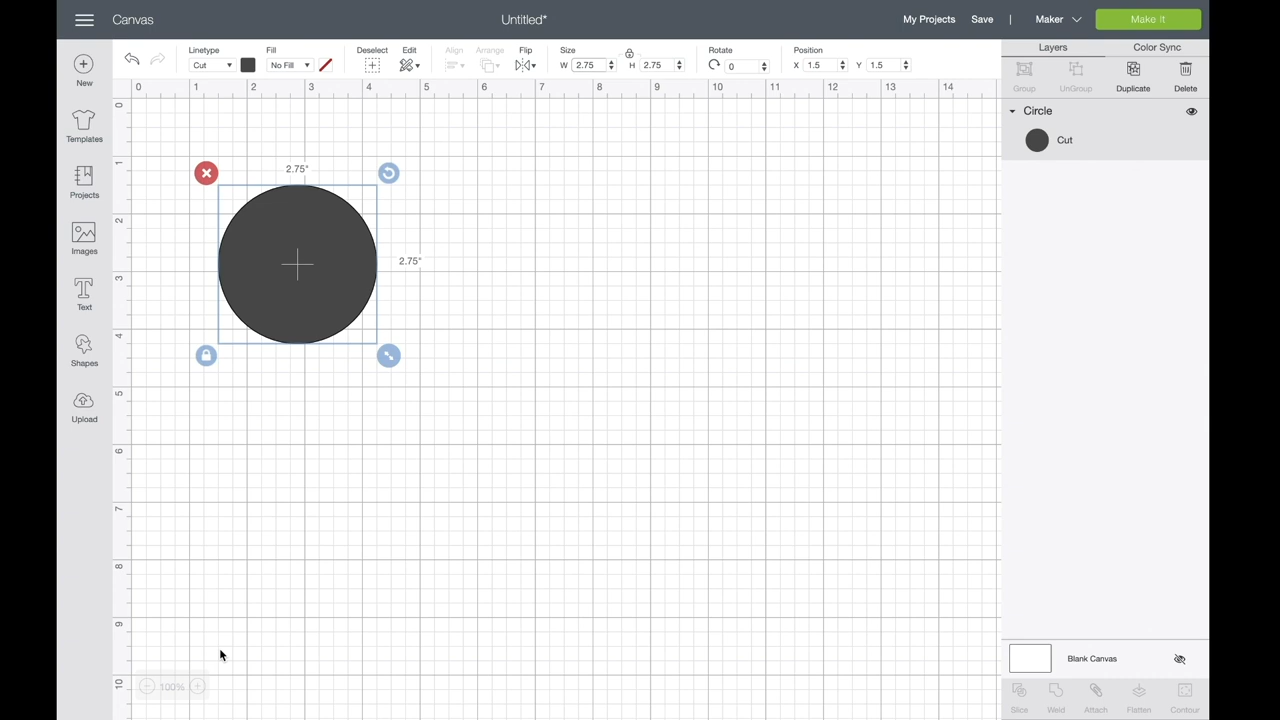 Canvas
Untitled*
My Projects Save | Maker Make It
Linetype
Cut
Fill
No Fill
Deselect
Edit
Align
Arrange
Flip
Size
W 2.75
H 2.75
Rotate
0
Position
X 1.5
Y 1.5
Layers
Color Sync
New
Templates
Projects
Images
Text
Shapes
Upload
0 1 2 3 4 5 6 7 8 9 10 11 12 13 14
0
1
2
3
4
5
6
7
8
9
10
2.75"
2.75"
100%
Group
UnGroup
Duplicate
Delete
Circle
Cut
Blank Canvas
Slice
Weld
Attach
Flatten
Contour